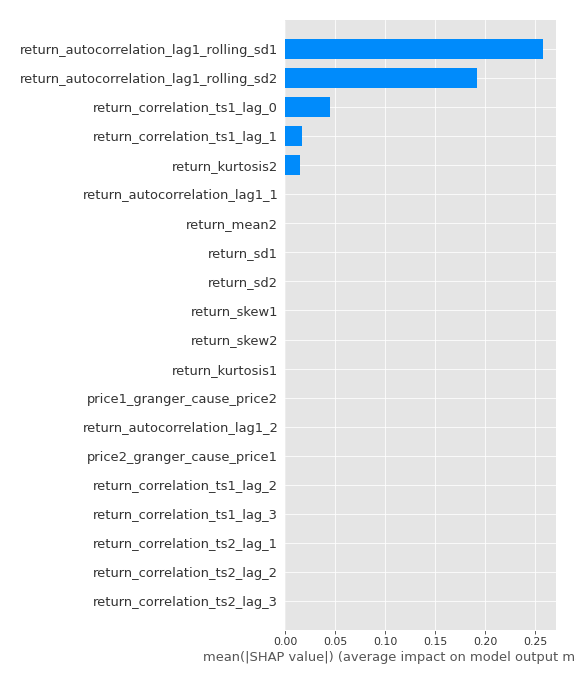 return_autocorrelation_lag1_rolling_sd1
return_autocorrelation_lag1_rolling_sd2
return_correlation_ts1_lag_0
return_correlation_ts1_lag_1
return_kurtosis2
return_autocorrelation_lag1_1
return_mean2
return_sd1
return_sd2
return_skew1
return_skew2
return_kurtosis1
price1_granger_cause_price2
return_autocorrelation_lag1_2
price2_granger_cause_price1
return_correlation_ts1_lag_2
return_correlation_ts1_lag_3
return_correlation_ts2_lag_1
return_correlation_ts2_lag_2
return_correlation_ts2_lag_3
0.00 0.05 0.10 0.15 0.20 0.25
mean(|SHAP value|) (average impact on model output m